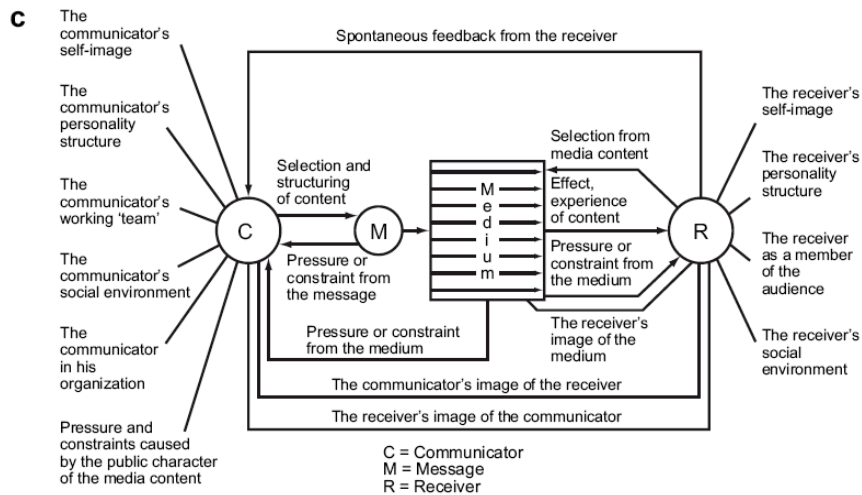 C
The
communicator's
self-image
The
communicator's
personality
structure
The
communicator's
working 'team'
The
communicator's
social environment
The
communicator
in his
organization
Pressure and
constraints caused
by the public character
of the media content
Spontaneous feedback from the receiver
Selection and
structuring
of content
C
M
Pressure or
constraint from
the message
Pressure or constraint
from the medium
Medium
Selection from
media content
Effect,
experience
of content
Pressure or
constraint from
the medium
The receiver's
image of the
medium
R
The receiver's
self-image
The receiver's
personality
structure
The receiver
as a member
of the
audience
The receiver's
social
environment
The communicator's image of the receiver
The receiver's image of the communicator
C = Communicator
M = Message
R = Receiver